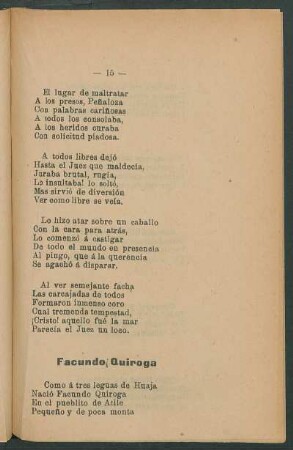 — 15 —
El lugar de maltratar
A los presos, Peñaloza
Con palabras cariñosas
A todos los consolaba,
A los heridos curaba
Con solicitud piadosa.
A todos libres dejó
Hasta el Juez que maldecía,
Juraba brutal, rugía,
Lo insultaba! lo soltó,
Mas sirvió de diversión
Ver como libre se veía.
Lo hizo atar sobre un caballo
Con la cara para atrás,
Lo comenzó á castigar
De todo el mundo en presencia
Al pingo, que á la querencia
Se agachó á disparar.
Al ver semejante facha
Las carcajadas de todos
Formaron inmenso coro
Cual tremenda tempestad,
¡Cristo! aquello fué la mar
Parecía el Juez un loco.
Facundo Quiroga
Como á tres leguas de Huaja
Nació Facundo Quiroga
En el pueblito de Atile
Pequeño y de poca monta